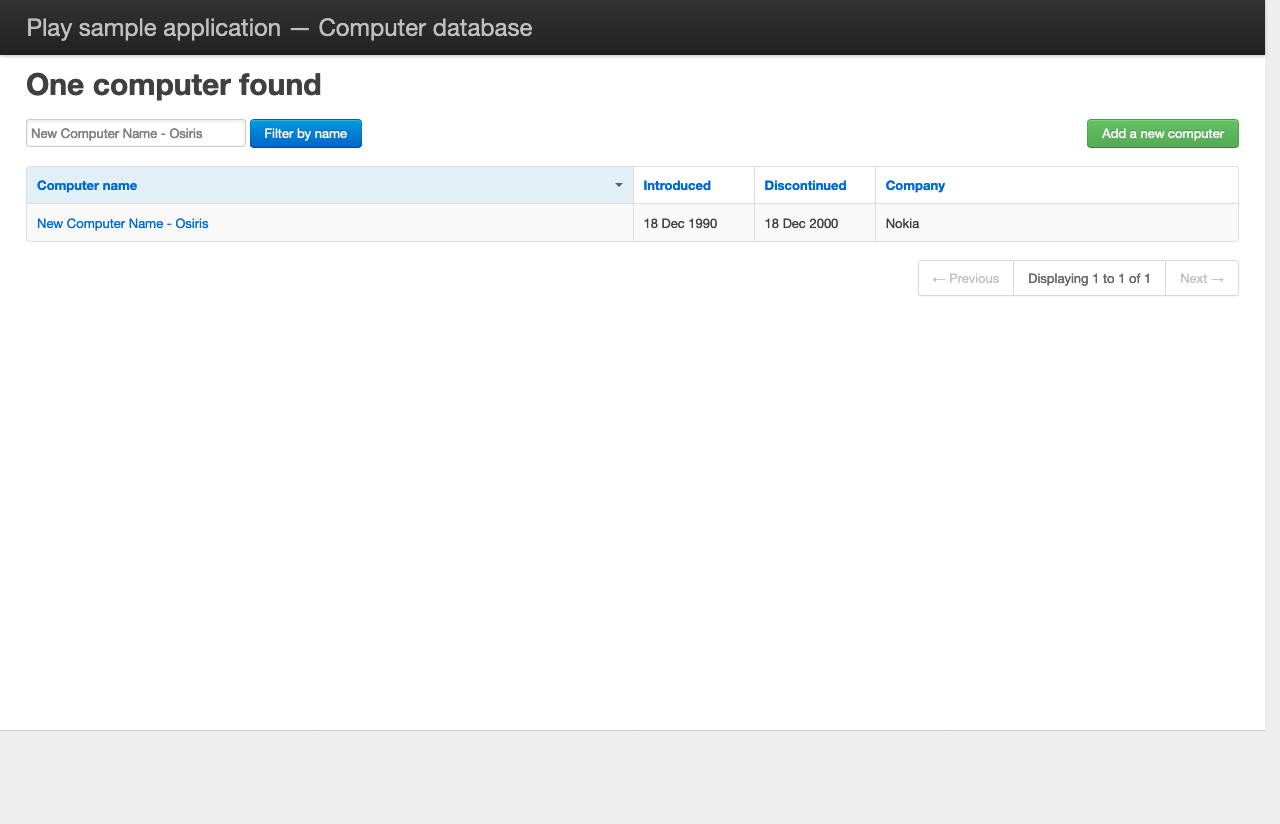 Play sample application — Computer database
One computer found
New Computer Name - Osiris Filter by name Add a new computer
Computer name Introduced Discontinued Company
New Computer Name - Osiris 18 Dec 1990 18 Dec 2000 Nokia
← Previous Displaying 1 to 1 of 1 Next →